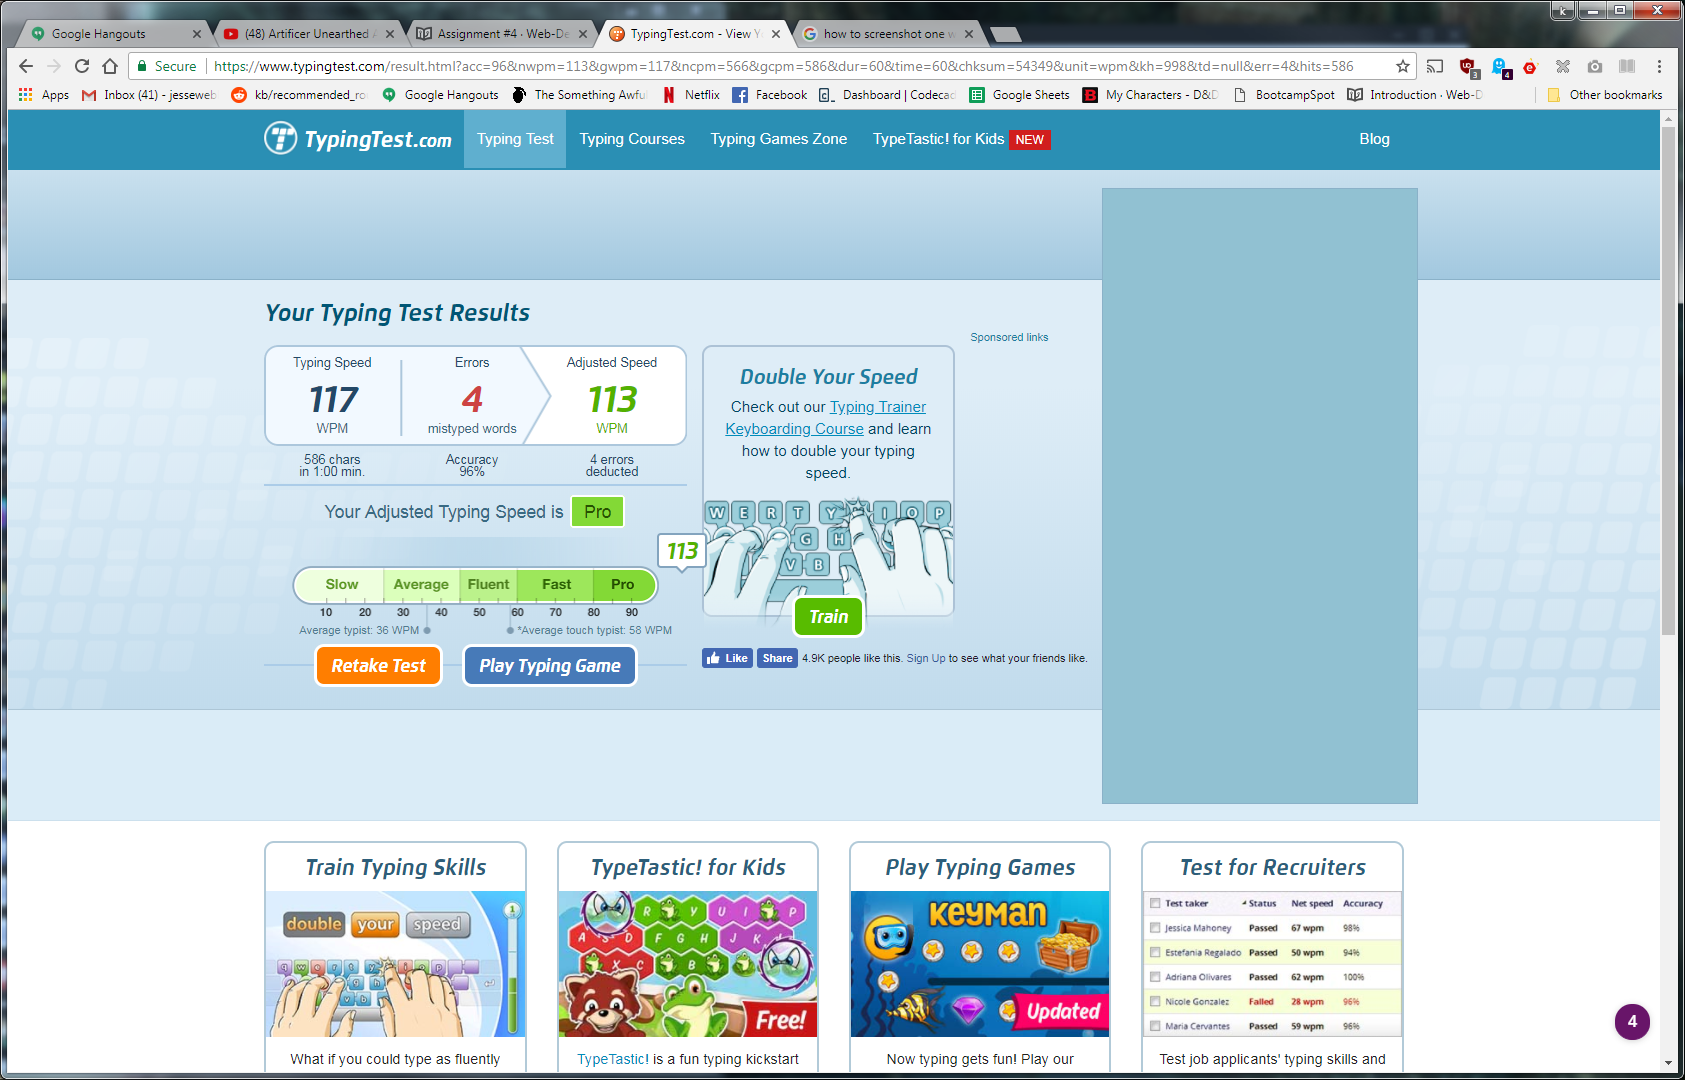 Google Hangouts
(48) Artificer Unearthed
Assignment #4 · Web-De
TypingTest.com - View Y
how to screenshot one w
k
Secure
https://www.typingtest.com/result.html?acc=96&nwpm=113&gwpm=117&ncpm=566&gcpm=586&dur=60&time=60&chksum=54349&unit=wpm&kh=998&td=null&err=4&hits=586
3
4
Apps
Inbox (41) - jesseweb
kb/recommended_ro
Google Hangouts
The Something Awfu
Netflix
Facebook
Dashboard | Codecad
Google Sheets
My Characters - D&D
BootcampSpot
Introduction · Web-D
Other bookmarks
TypingTest.com
Typing Test
Typing Courses
Typing Games Zone
TypeTastic! for Kids
NEW
Blog
Your Typing Test Results
Sponsored links
Typing Speed
Errors
Adjusted Speed
117
4
113
WPM
mistyped words
WPM
586 chars
in 1:00 min.
Accuracy
96%
4 errors
deducted
Your Adjusted Typing Speed is
Pro
113
Slow
Average
Fluent
Fast
Pro
10 20 30 40 50 60 70 80 90
Average typist: 36 WPM
*Average touch typist: 58 WPM
Retake Test
Play Typing Game
Double Your Speed
Check out our Typing Trainer
Keyboarding Course and learn
how to double your typing
speed.
W E R T Y I O P
G H
V B
Train
Like
Share
4.9K people like this. Sign Up to see what your friends like.
Train Typing Skills
double your speed
What if you could type as fluently
TypeTastic! for Kids
R Y U I P
A S D F G H J K
X C B
Free!
TypeTastic! is a fun typing kickstart
Play Typing Games
KEYMAN
Updated
Now typing gets fun! Play our
Test for Recruiters
Test taker Status Net speed Accuracy
Jessica Mahoney Passed 67 wpm 98%
Estefania Regalado Passed 50 wpm 94%
Adriana Olivares Passed 62 wpm 100%
Nicole Gonzalez Failed 28 wpm 96%
Maria Cervantes Passed 59 wpm 96%
Test job applicants' typing skills and
4